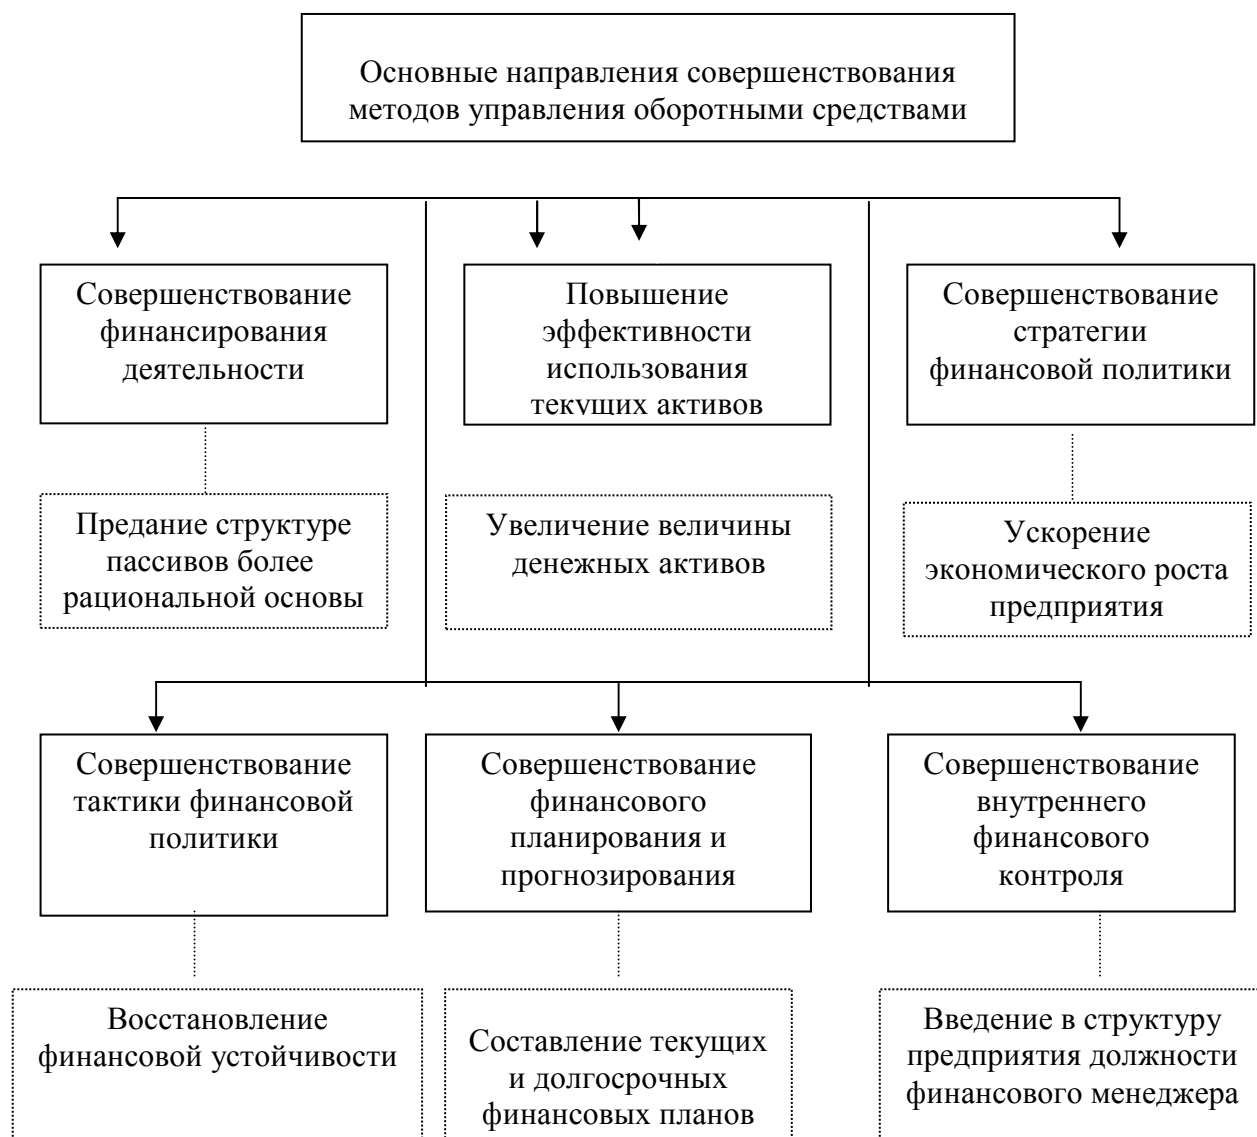 Основные направления совершенствования
методов управления оборотными средствами
Совершенствование
финансирования
деятельности
Повышение
эффективности
использования
текущих активов
Совершенствование
стратегии
финансовой политики
Предание структуре
пассивов более
рациональной основы
Увеличение величины
денежных активов
Ускорение
экономического роста
предприятия
Совершенствование
тактики финансовой
политики
Совершенствование
финансового
планирования и
прогнозирования
Совершенствование
внутреннего
финансового
контроля
Восстановление
финансовой устойчивости
Составление текущих
и долгосрочных
финансовых планов
Введение в структуру
предприятия должности
финансового менеджера